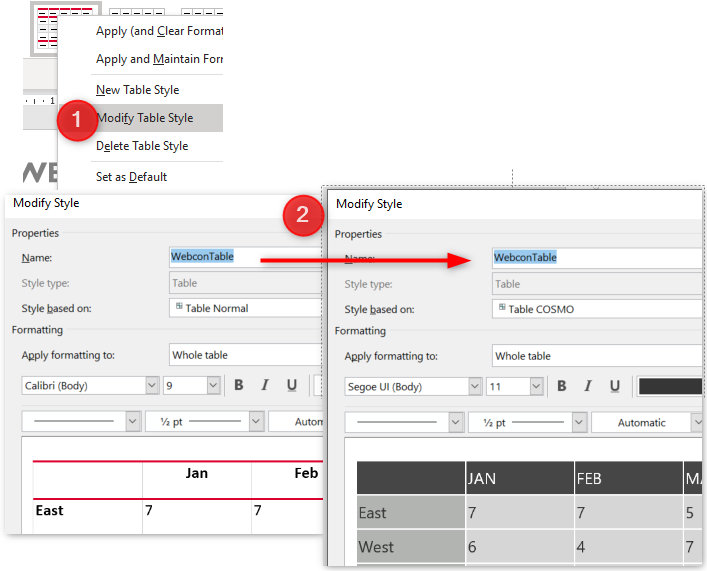 Apply (and Clear Format
Apply and Maintain For
New Table Style
1
Modify Table Style
Delete Table Style
Set as Default
WE
Modify Style
Properties
Name: WebconTable
Style type: Table
Style based on: Table Normal
Formatting
Apply formatting to: Whole table
Calibri (Body) 9 B I U
½ pt Autom
Jan Feb
East 7 7
2
Modify Style
Properties
Name: WebconTable
Style type: Table
Style based on: Table COSMO
Formatting
Apply formatting to: Whole table
Segoe UI (Body) 11 B I U
½ pt Automatic
JAN FEB MA
East 7 7 5
West 6 4 7